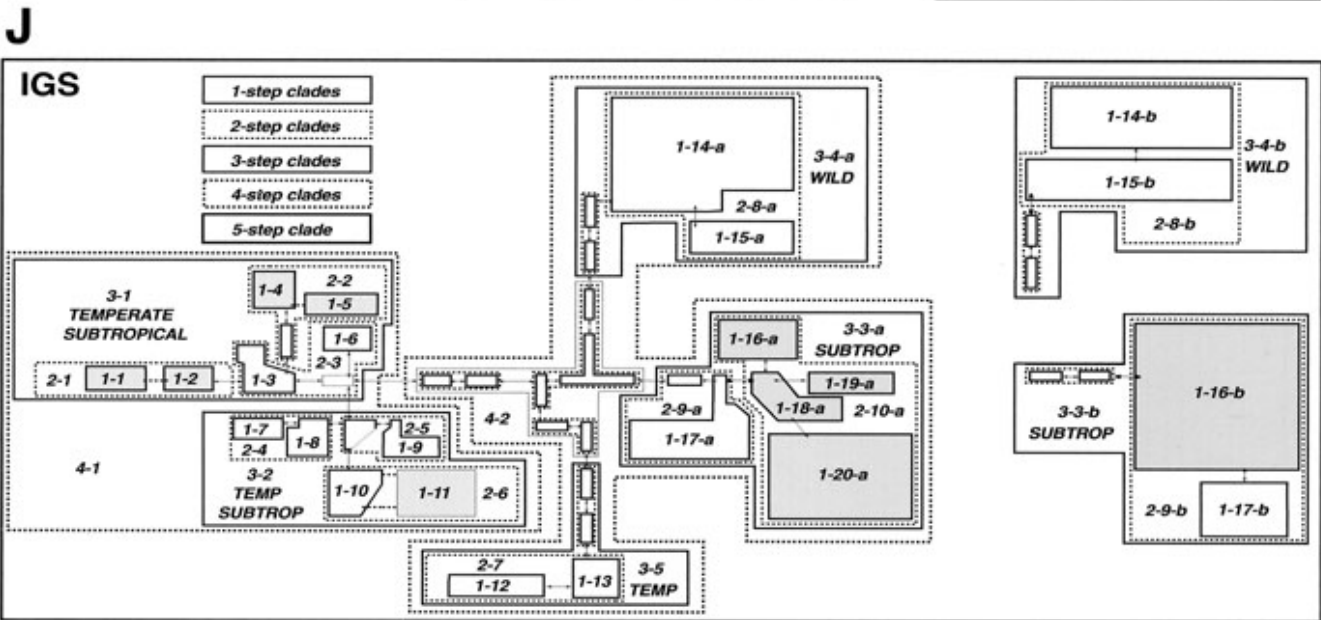 J
IGS
1-step clades
2-step clades
3-step clades
4-step clades
5-step clade
3-1
TEMPERATE
SUBTROPICAL
1-4
2-2
1-5
1-6
2-3
2-1
1-1
1-2
1-3
4-1
1-7
2-4
1-8
2-5
1-9
3-2
TEMP
SUBTROP
1-10
1-11
2-6
4-2
1-14-a
3-4-a
WILD
2-8-a
1-15-a
1-16-a
3-3-a
SUBTROP
1-19-a
1-18-a
2-10-a
2-9-a
1-17-a
1-20-a
2-7
1-12
1-13
3-5
TEMP
1-14-b
3-4-b
WILD
1-15-b
2-8-b
1-16-b
3-3-b
SUBTROP
2-9-b
1-17-b